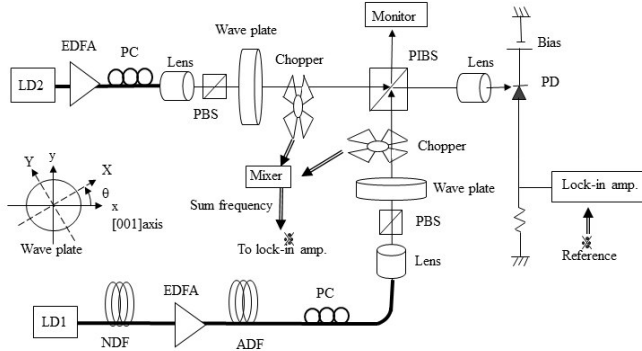 Monitor
EDFA
PC
Lens
Wave plate
Chopper
PIBS
Lens
Bias
PD
LD2
PBS
Chopper
Y
y
X
θ
x
[001]axis
Wave plate
Mixer
Sum frequency
To lock-in amp.
Wave plate
PBS
Lens
Lock-in amp.
Reference
LD1
NDF
EDFA
ADF
PC